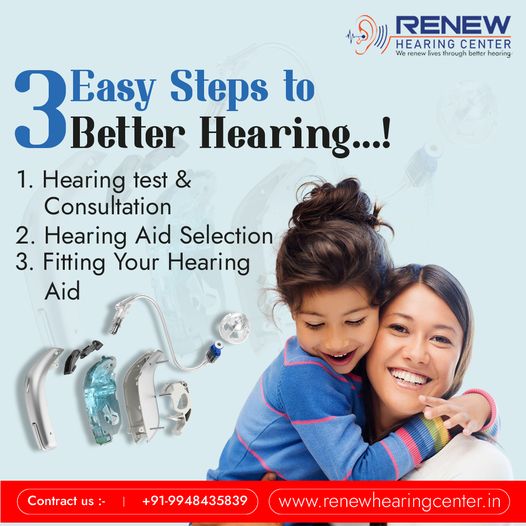 RENEW
HEARING CENTER
We renew lives through better hearing.
3 Easy Steps to
Better Hearing...!
1. Hearing test &
Consultation
2. Hearing Aid Selection
3. Fitting Your Hearing
Aid
Contract us :- | +91-9948435839
www.renewhearingcenter.in